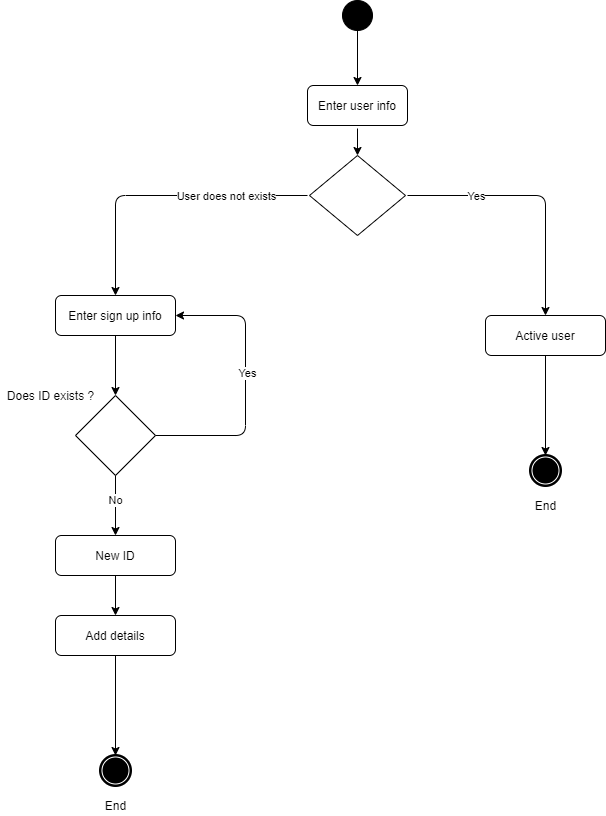 Enter user info
User does not exists
Yes
Enter sign up info
Active user
Yes
Does ID exists ?
End
No
New ID
Add details
End